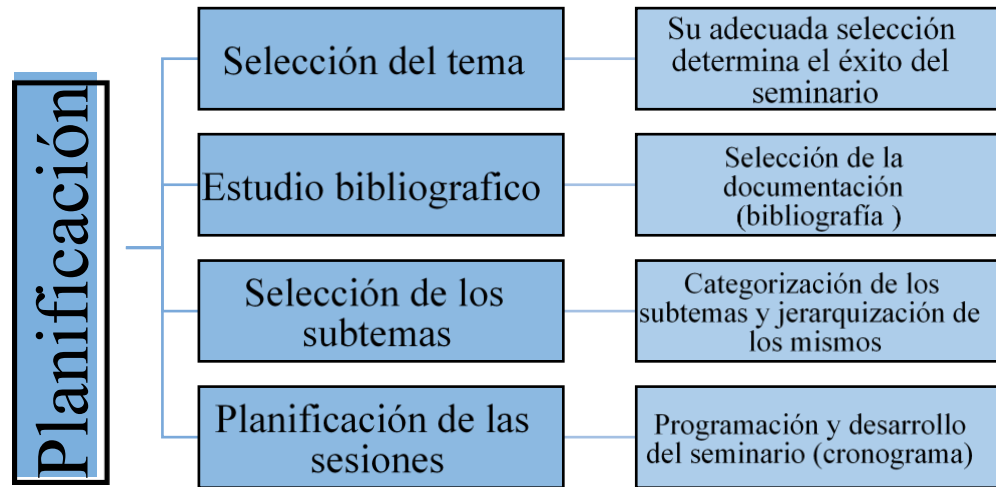 Planificación
Selección del tema
Su adecuada selección
determina el éxito del
seminario
Estudio bibliografico
Selección de la
documentación
(bibliografía )
Selección de los
subtemas
Categorización de los
subtemas y jerarquización de
los mismos
Planificación de las
sesiones
Programación y desarrollo
del seminario (cronograma)